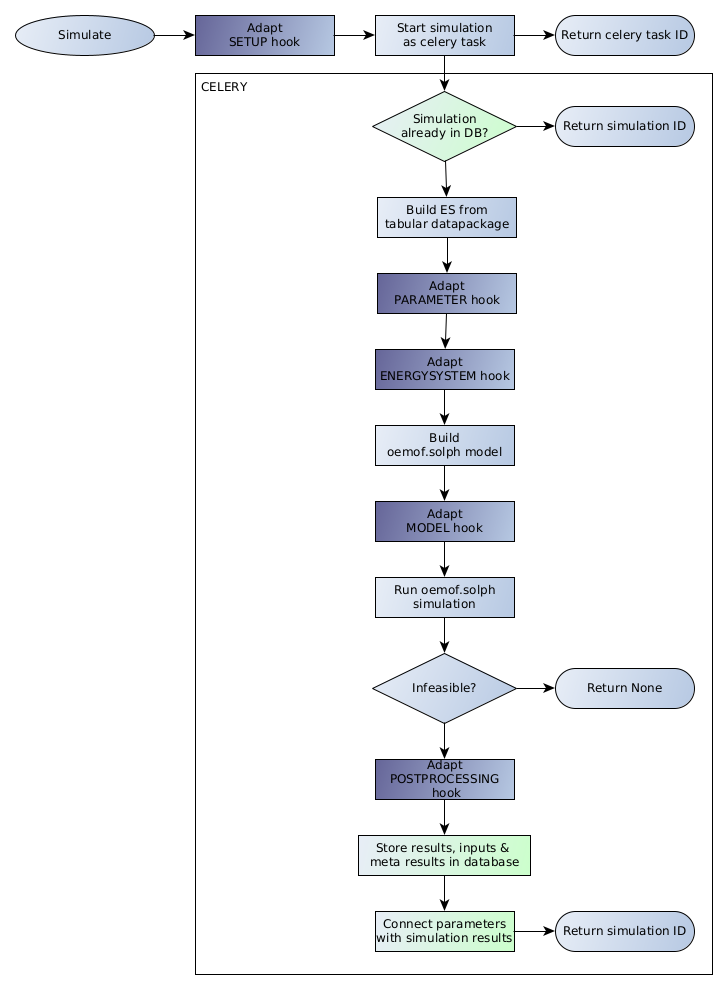 Simulate
Adapt
SETUP hook
Start simulation
as celery task
Return celery task ID
CELERY
Simulation
already in DB?
Return simulation ID
Build ES from
tabular datapackage
Adapt
PARAMETER hook
Adapt
ENERGYSYSTEM hook
Build
oemof.solph model
Adapt
MODEL hook
Run oemof.solph
simulation
Infeasible?
Return None
Adapt
POSTPROCESSING
hook
Store results, inputs &
meta results in database
Connect parameters
with simulation results
Return simulation ID